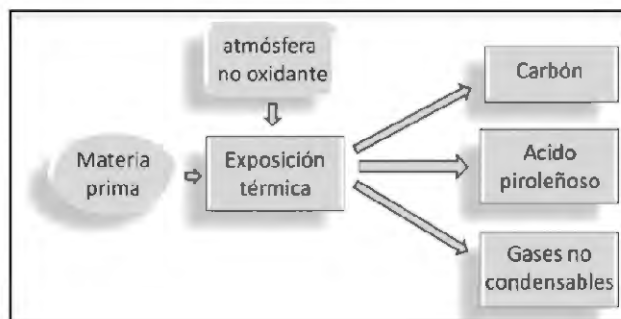 atmósfera
no oxidante
Carbón
Materia
prima
Exposición
térmica
Acido
piroleñoso
Gases no
condensables